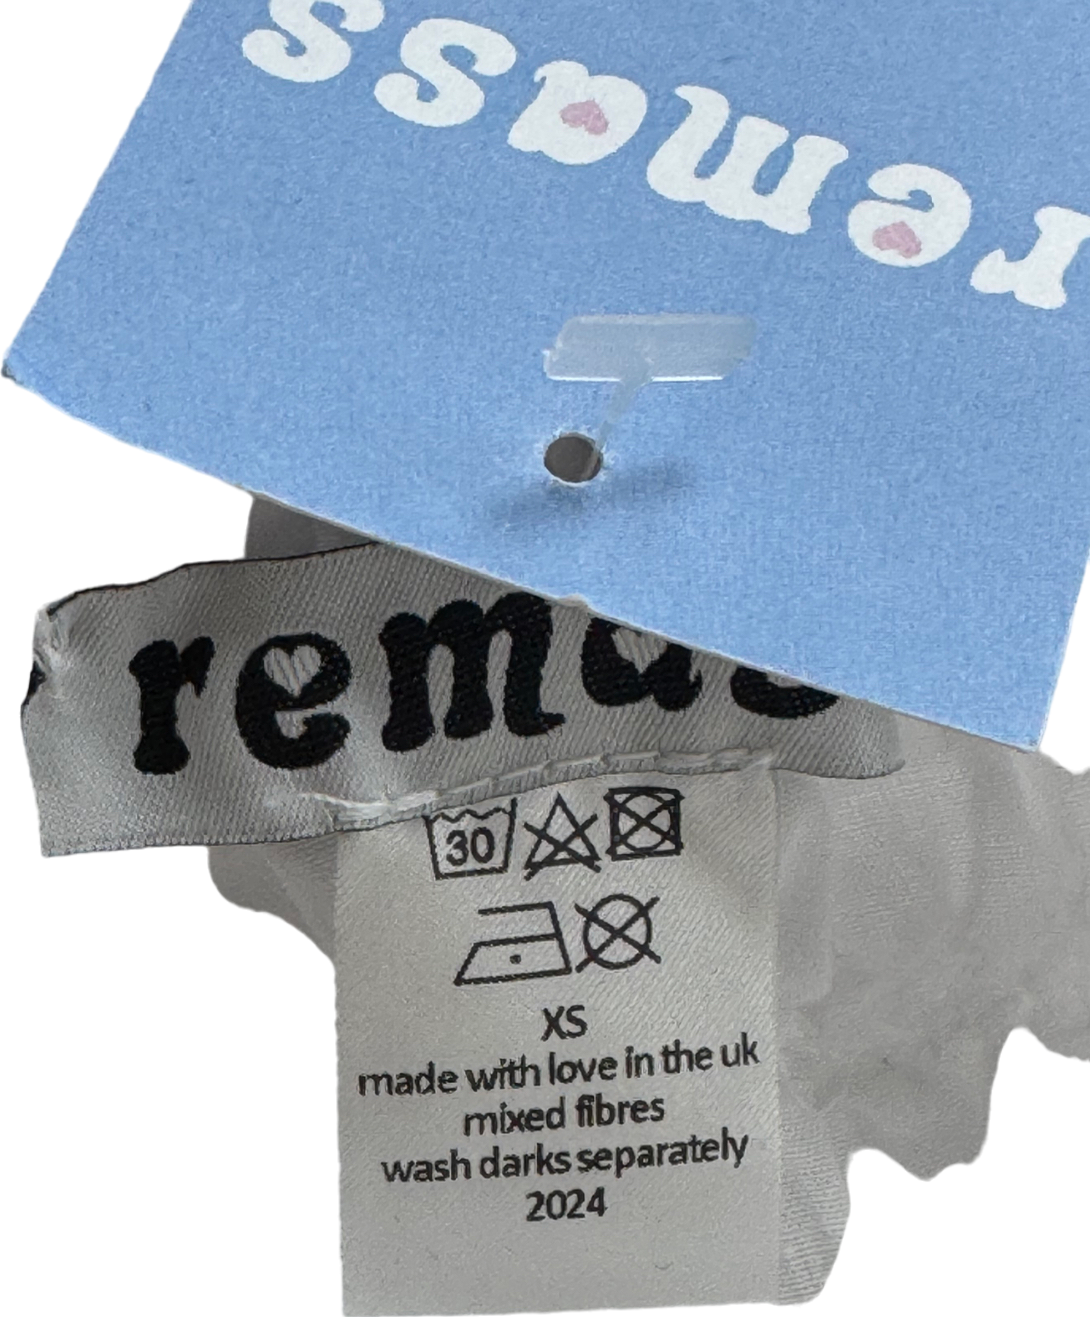 remass
rema
30
XS
made with love in the uk
mixed fibres
wash darks separately
2024